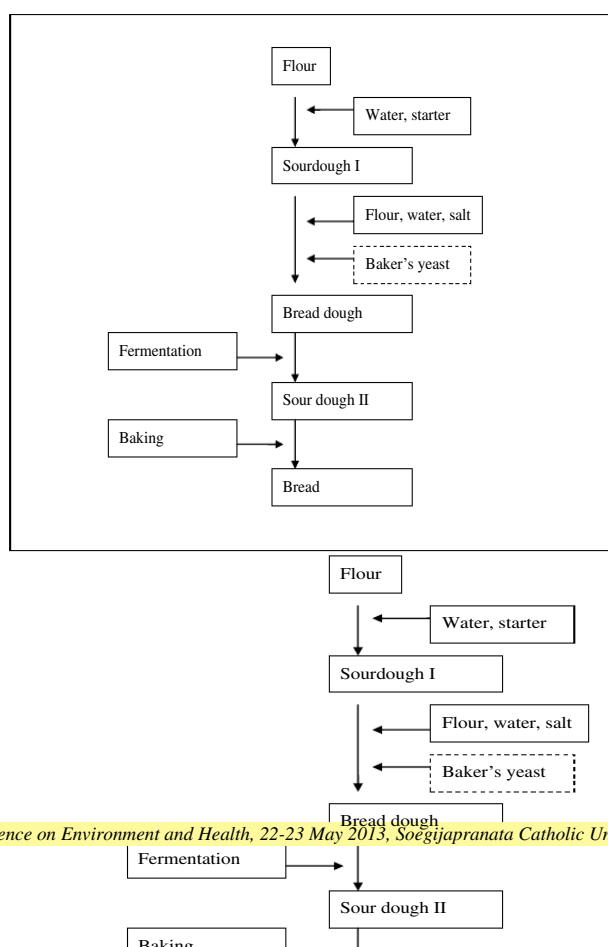 Flour
Water, starter
Sourdough I
Flour, water, salt
Baker's yeast
Bread dough
Fermentation
Sour dough II
Baking
Bread
Flour
Water, starter
Sourdough I
Flour, water, salt
Baker's yeast
Bread dough
on Environment and Health, 22-23 May 2013, Soegijapranata Catholic
Fermentation
Sour dough II
Baking